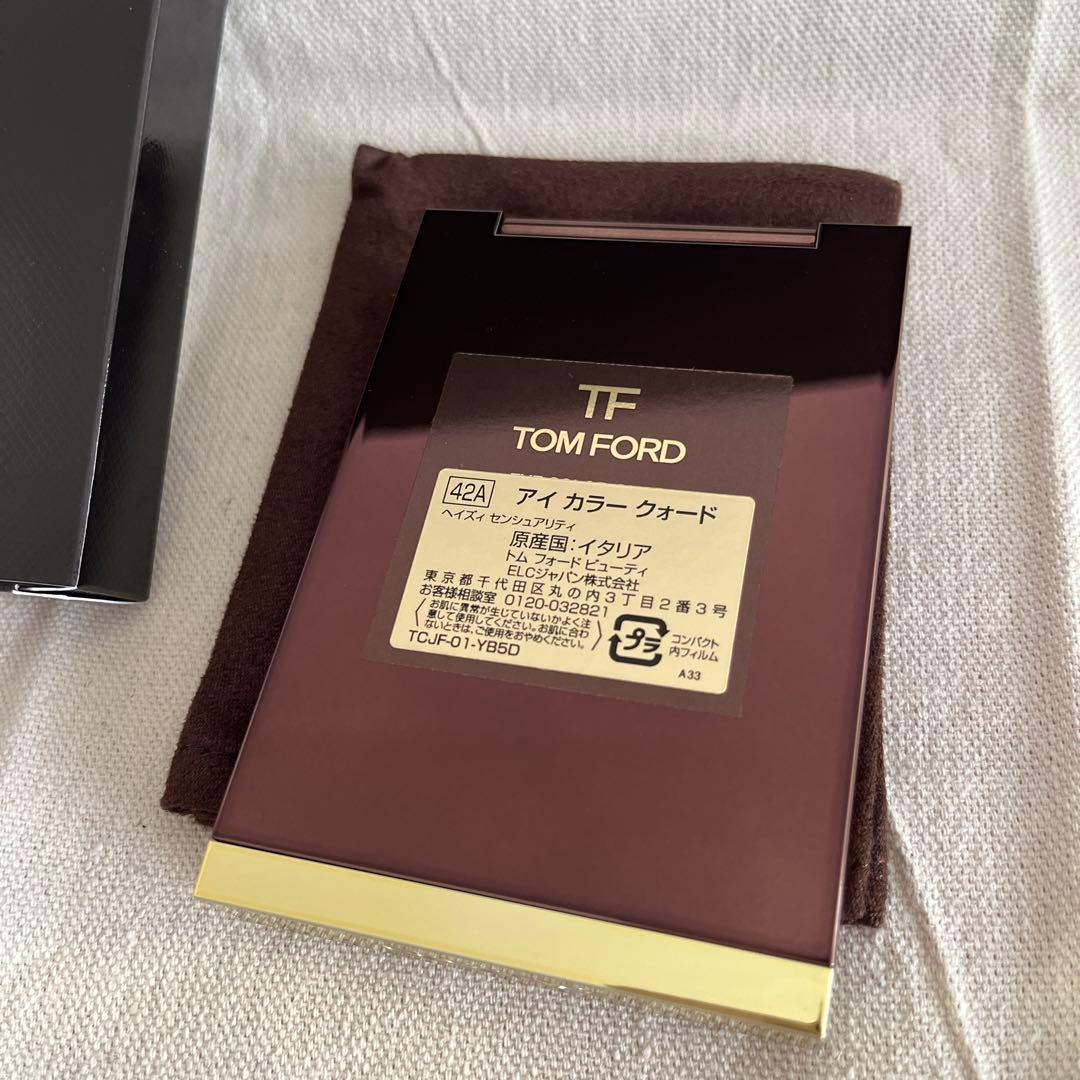 TF
TOM FORD
42A アイ カラー クォード
ヘイズィ センシュアリティ
原産国:イタリア
トム フォード ビューティ
ELCジャパン株式会社
東京都千代田区丸の内3丁目2番3号
お客様相談室 0120-032821
〈お肌に異常が生じていないかよく注
意して使用してください。お肌に合わ
ないときは、ご使用をおやめください。〉
プラ
コンパクト
内フィルム
TCJF-01-YB5D
A33